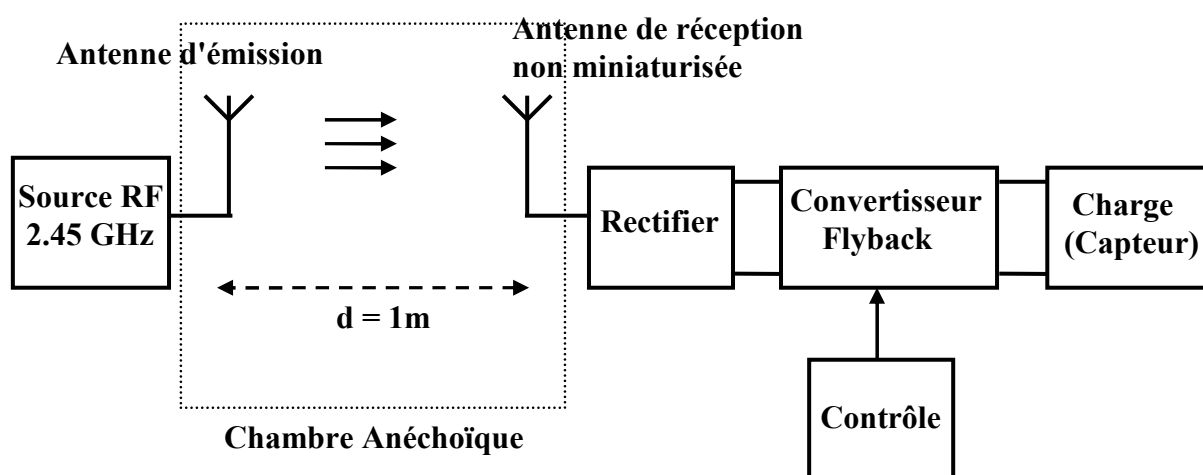 Antenne d'émission
Antenne de réception
non miniaturisée
Source RF
2.45 GHz
Rectifier
Convertisseur
Flyback
Charge
(Capteur)
d = 1m
Contrôle
Chambre Anéchoïque